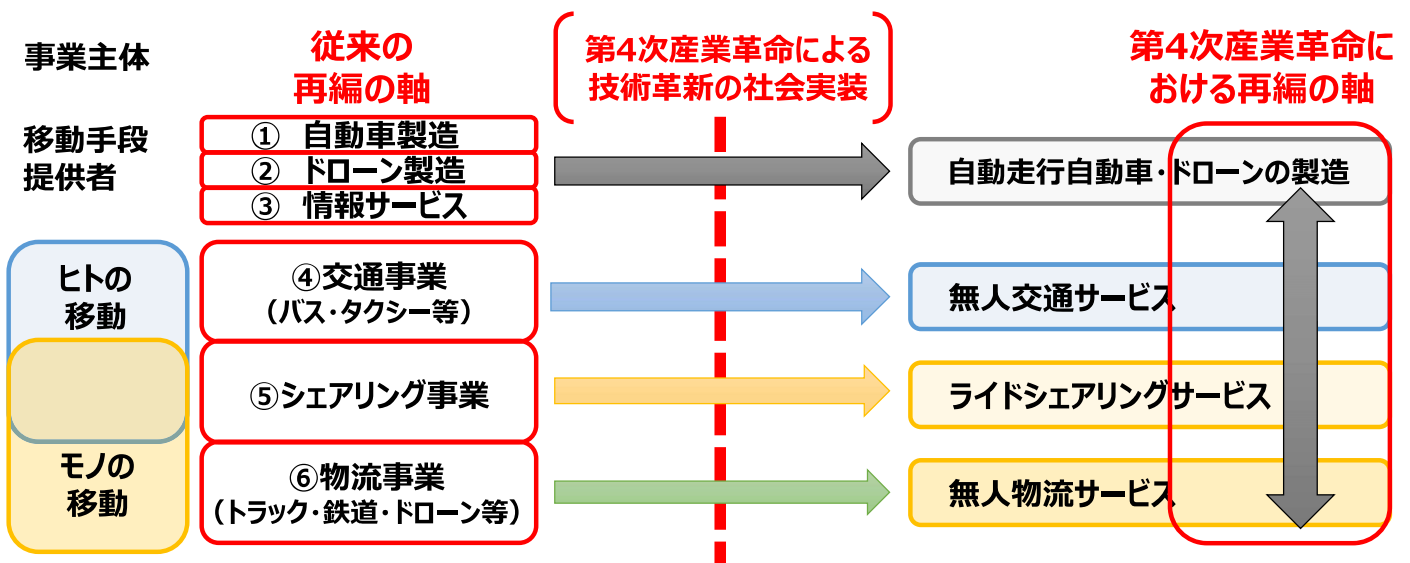 事業主体
従来の
再編の軸
第4次産業革命による
技術革新の社会実装
第4次産業革命に
おける再編の軸
移動手段
提供者
① 自動車製造
② ドローン製造
③ 情報サービス
自動走行自動車・ドローンの製造
ヒトの
移動
④交通事業
（バス・タクシー等）
無人交通サービス
⑤シェアリング事業
ライドシェアリングサービス
モノの
移動
⑥物流事業
（トラック・鉄道・ドローン等）
無人物流サービス